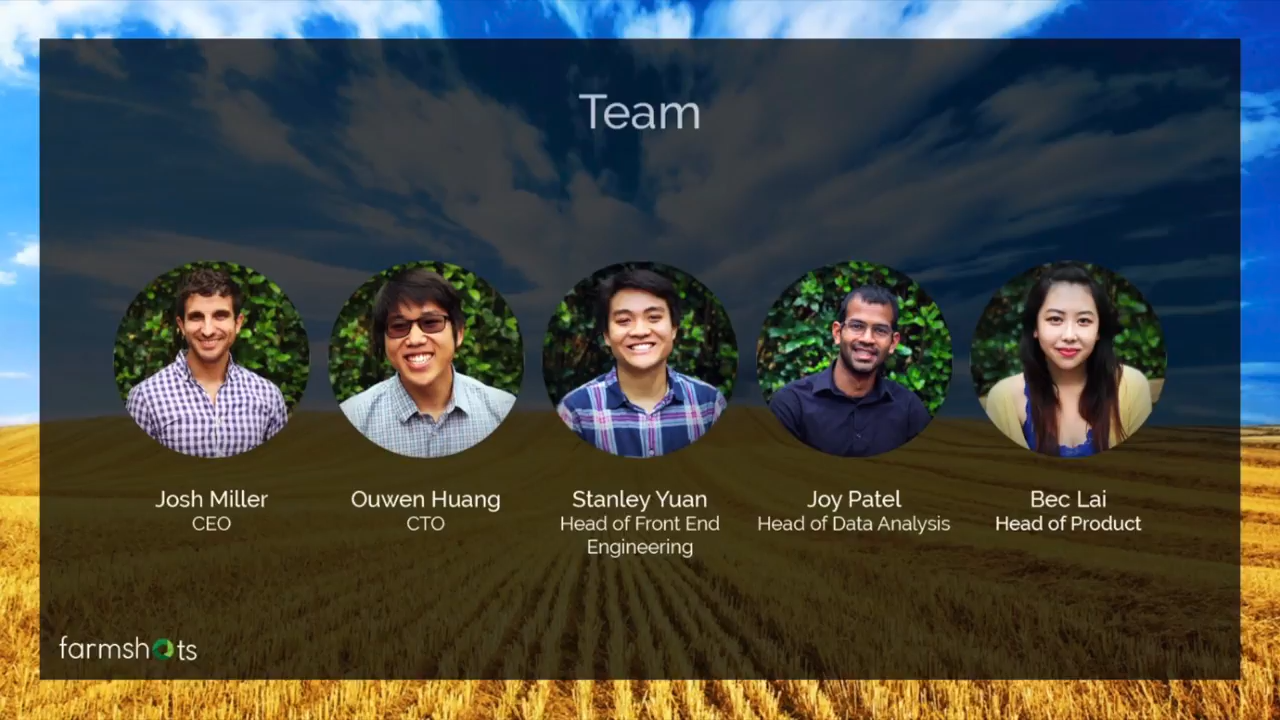 Team
Josh Miller
CEO
Ouwen Huang
CTO
Stanley Yuan
Head of Front End
Engineering
Joy Patel
Head of Data Analysis
Bec Lai
Head of Product
farmshots